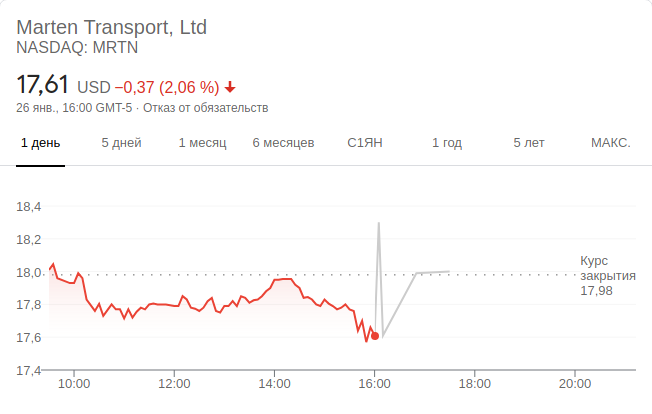 Marten Transport, Ltd
NASDAQ: MRTN
17,61 USD −0,37 (2,06 %)
26 янв., 16:00 GMT-5 · Отказ от обязательств
1 день 5 дней 1 месяц 6 месяцев С1ЯН 1 год 5 лет МАКС.
18,4
18,2
18,0
17,8
17,6
17,4
Курс
закрытия
17,98
10:00 12:00 14:00 16:00 18:00 20:00